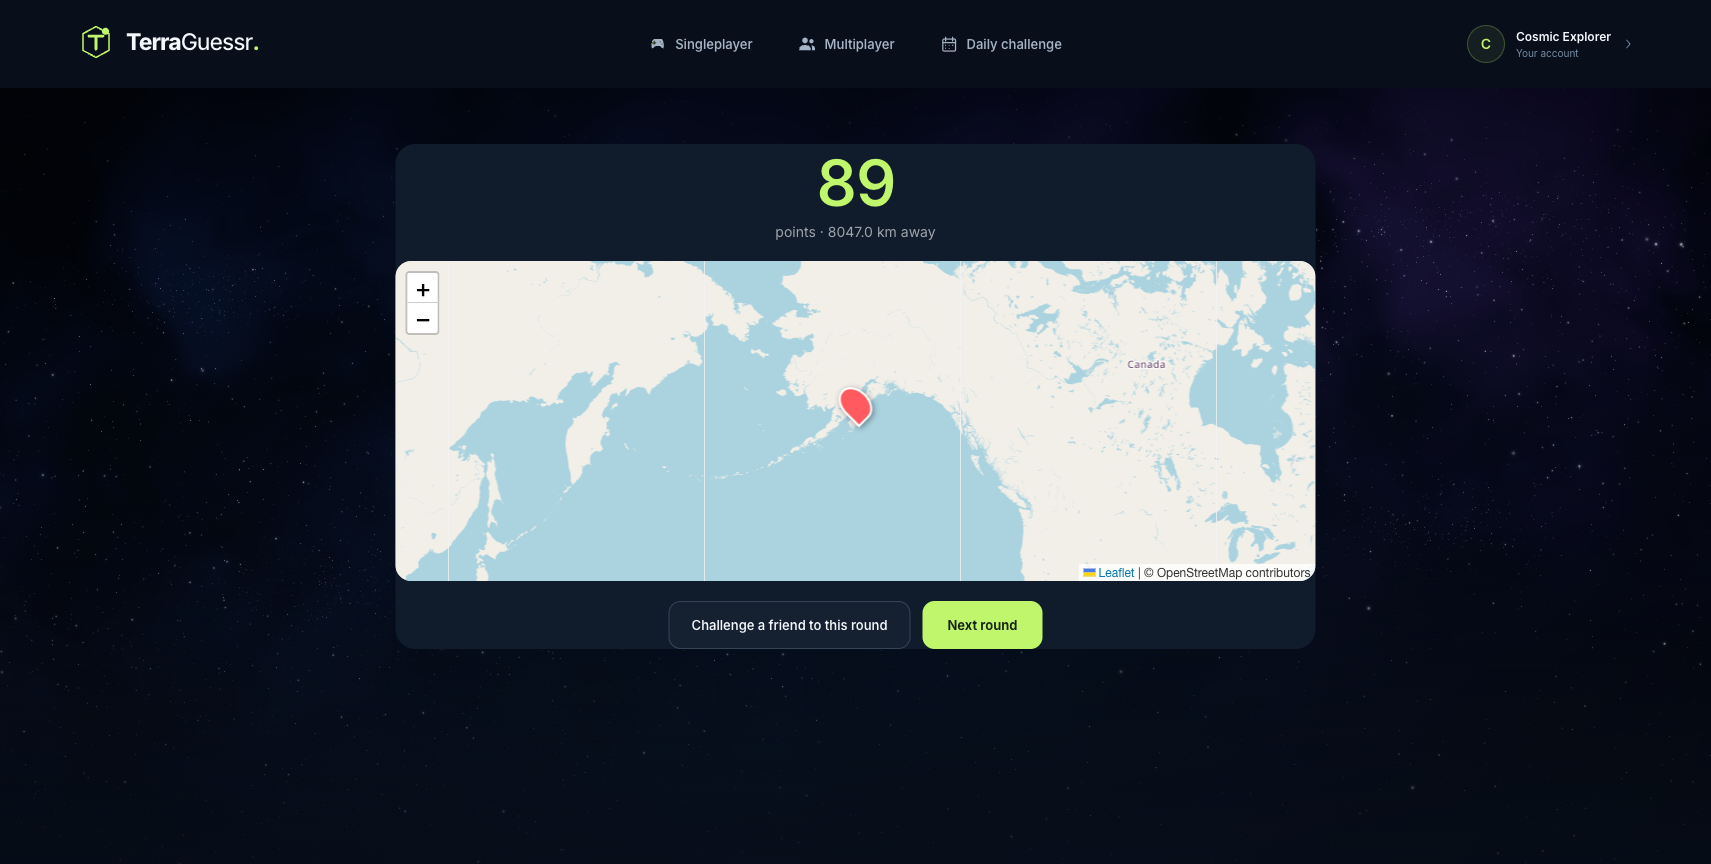 TerraGuessr.
Singleplayer
Multiplayer
Daily challenge
C
Cosmic Explorer
Your account
89
points · 8047.0 km away
+
−
Canada
Leaflet | © OpenStreetMap contributors
Challenge a friend to this round
Next round